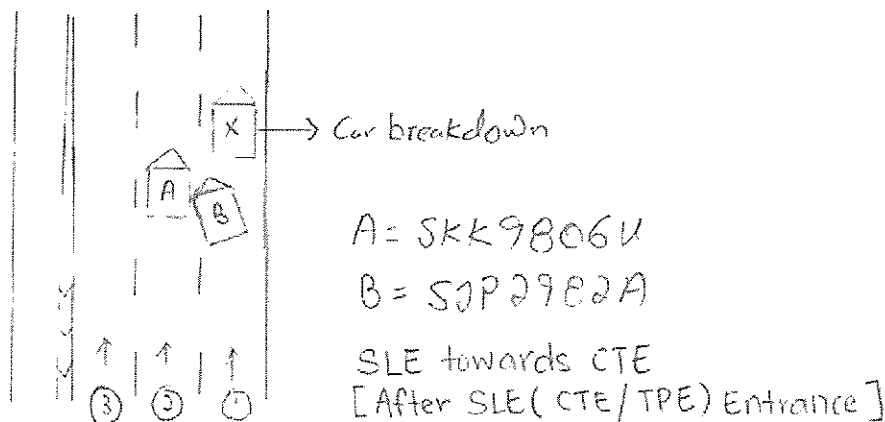 X → Car breakdown
A
B
A = SKK9806U
B = SJP2982A
SLE towards CTE
[After SLE( CTE/TPE) Entrance]
③ ② ①